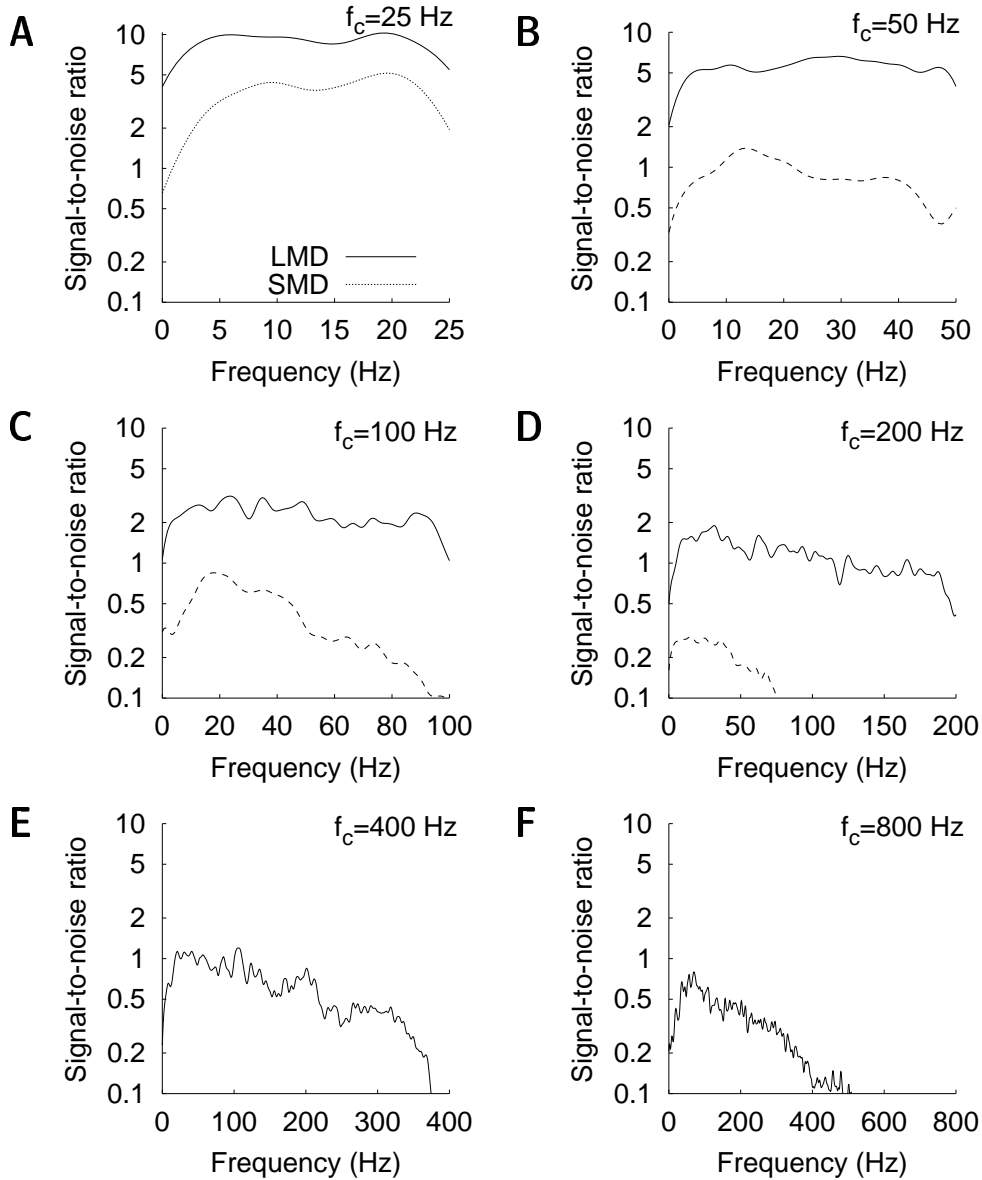 A
f_c=25 Hz
Signal-to-noise ratio
10
5
2
1
0.5
0.2
0.1
LMD
SMD
0 5 10 15 20 25
Frequency (Hz)
B
f_c=50 Hz
Signal-to-noise ratio
10
5
2
1
0.5
0.2
0.1
0 10 20 30 40 50
Frequency (Hz)
C
f_c=100 Hz
Signal-to-noise ratio
10
5
2
1
0.5
0.2
0.1
0 20 40 60 80 100
Frequency (Hz)
D
f_c=200 Hz
Signal-to-noise ratio
10
5
2
1
0.5
0.2
0.1
0 50 100 150 200
Frequency (Hz)
E
f_c=400 Hz
Signal-to-noise ratio
10
5
2
1
0.5
0.2
0.1
0 100 200 300 400
Frequency (Hz)
F
f_c=800 Hz
Signal-to-noise ratio
10
5
2
1
0.5
0.2
0.1
0 200 400 600 800
Frequency (Hz)